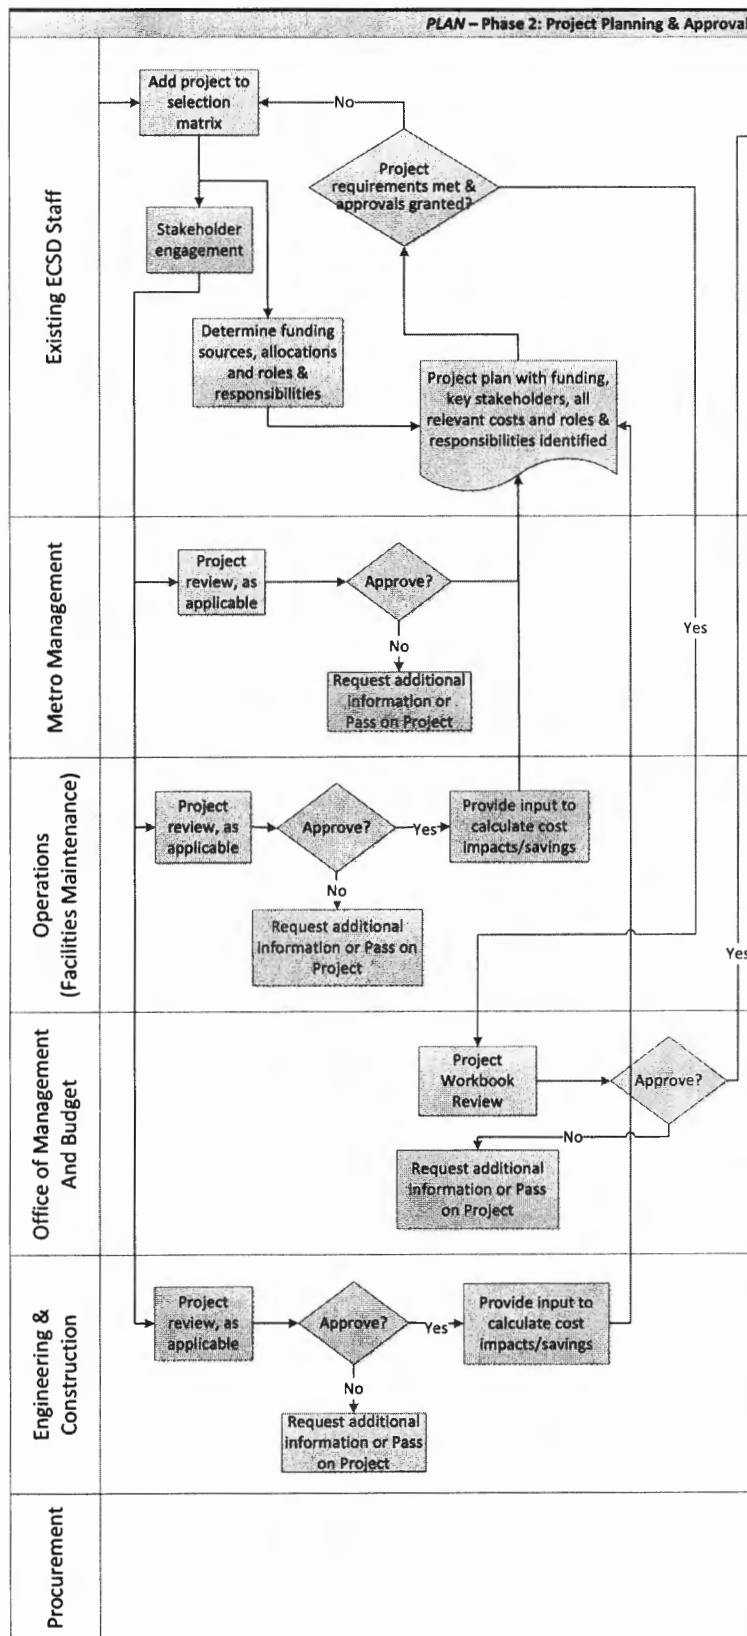 PLAN – Phase 2: Project Planning & Approval
Existing ECSD Staff
Add project to
selection
matrix
No
Project
requirements met &
approvals granted?
Stakeholder
engagement
Determine funding
sources, allocations
and roles &
responsibilities
Project plan with funding,
key stakeholders, all
relevant costs and roles &
responsibilities identified
Metro Management
Project
review, as
applicable
Approve?
No
Request additional
information or
Pass on Project
Yes
Operations
(Facilities Maintenance)
Project
review, as
applicable
Approve?
Yes
Provide input to
calculate cost
impacts/savings
No
Request additional
information or Pass on
Project
Yes
Office of Management
And Budget
Project
Workbook
Review
Approve?
No
Request additional
information or Pass
on Project
Engineering &
Construction
Project
review, as
applicable
Approve?
Yes
Provide input to
calculate cost
impacts/savings
No
Request additional
information or Pass
on Project
Procurement